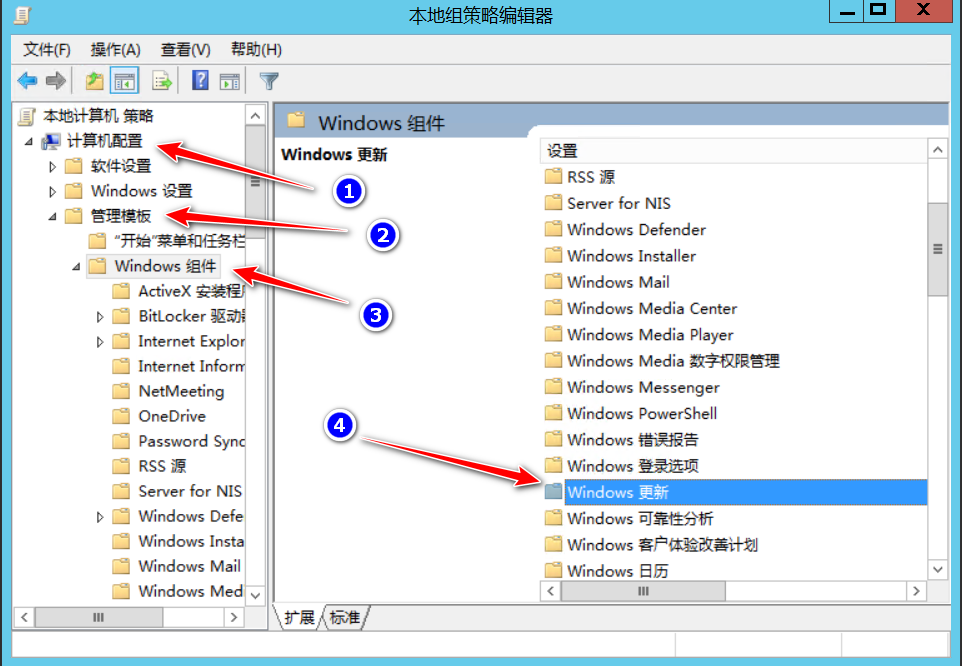 本地组策略编辑器
文件(F) 操作(A) 查看(V) 帮助(H)
本地计算机 策略
计算机配置
软件设置
Windows 设置
管理模板
“开始”菜单和任务栏
Windows 组件
ActiveX 安装程
BitLocker 驱动
Internet Explor
Internet Inform
NetMeeting
OneDrive
Password Sync
RSS 源
Server for NIS
Windows Defe
Windows Insta
Windows Mail
Windows Med
1
2
3
4
Windows 组件
Windows 更新
设置
RSS 源
Server for NIS
Windows Defender
Windows Installer
Windows Mail
Windows Media Center
Windows Media Player
Windows Media 数字权限管理
Windows Messenger
Windows PowerShell
Windows 错误报告
Windows 登录选项
Windows 更新
Windows 可靠性分析
Windows 客户体验改善计划
Windows 日历
扩展 标准